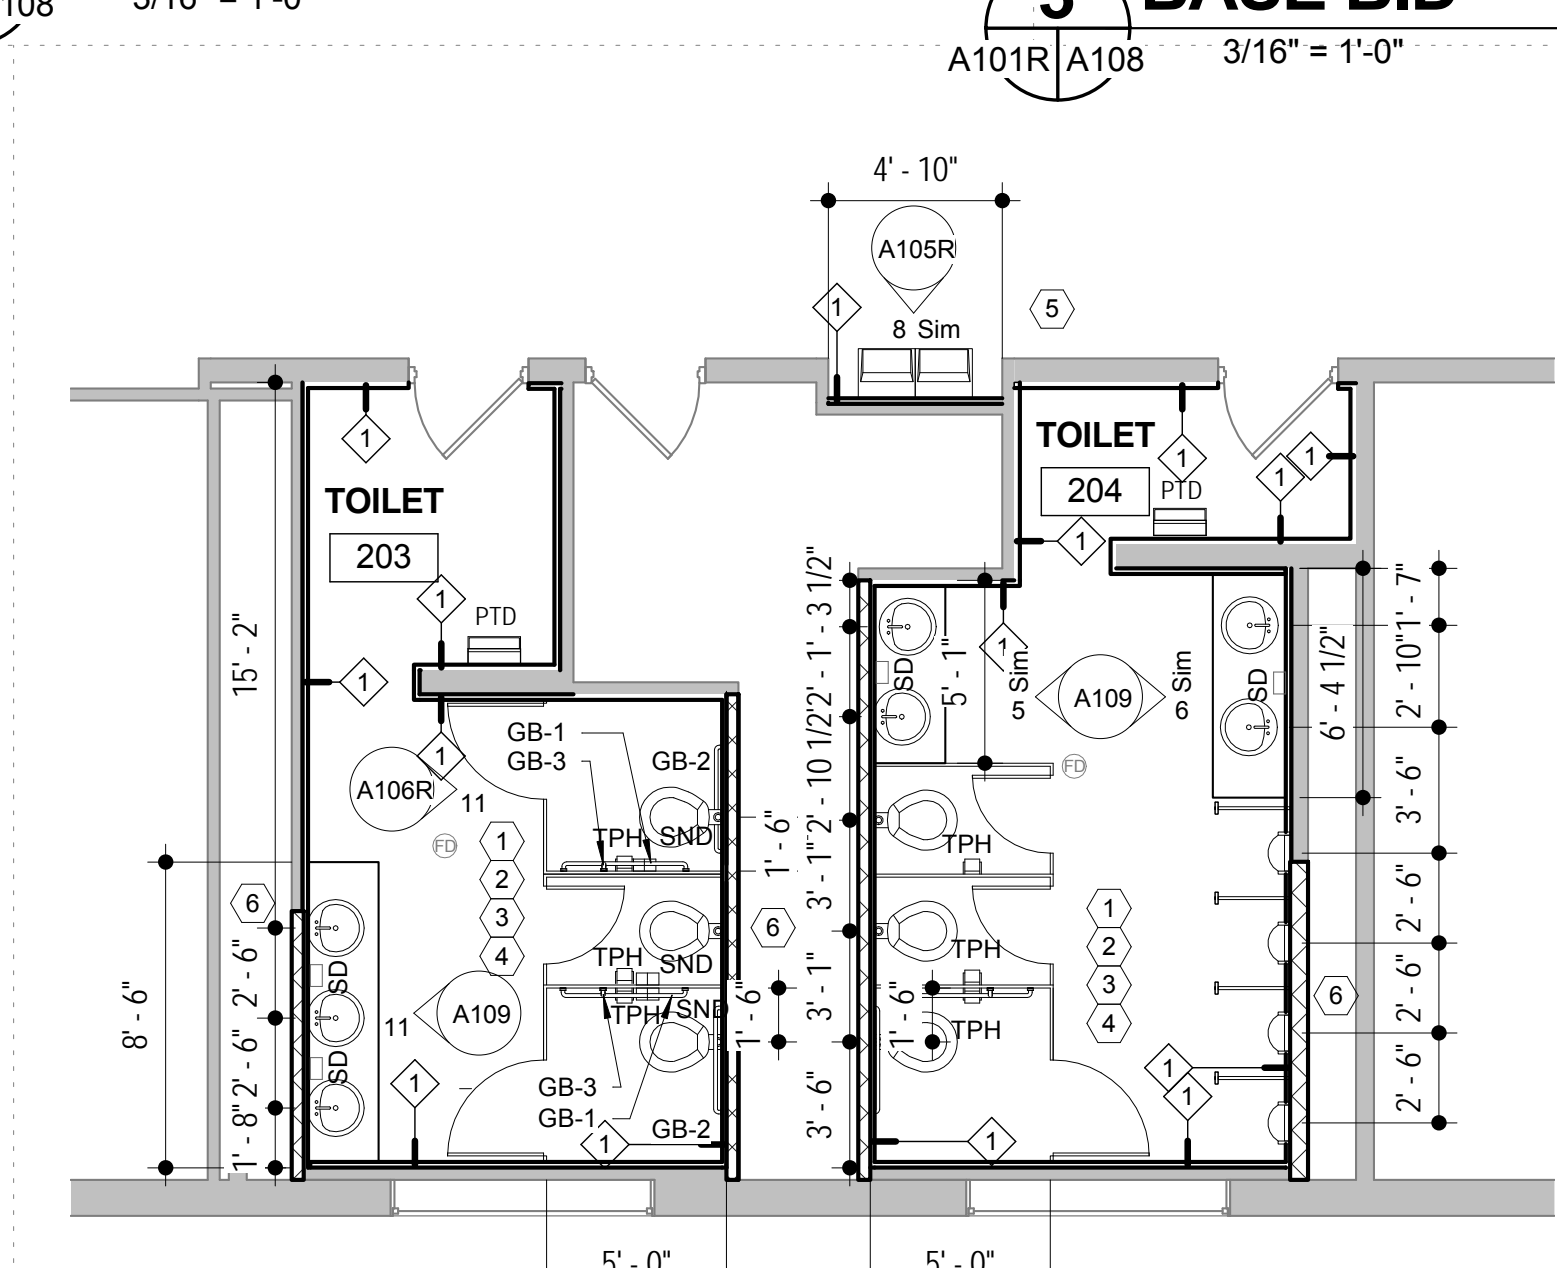 108
3/16" = 1'-0"
3
BASE BID
A101R
A108
3/16" = 1'-0"
4' - 10"
A105R
1
8 Sim
5
1
TOILET
203
1
PTD
1
1
TOILET
204
1
PTD
1
1
1
15' - 2"
GB-1
GB-3
GB-2
A106R
11
FD
TPH
SND
1
2
3
4
TPH
SND
TPH
SND
1' - 6"
1' - 6"
6
6
SD
SD
11
A109
1
GB-3
GB-1
GB-2
1
8' - 6"
2' - 6"
2' - 6"
1' - 8"
1' - 3 1/2"
2' - 10 1/2"
2' - 10 1/2"
3' - 1"
3' - 1"
3' - 6"
SD
5' - 1"
1
Sim
5
A109
Sim
6
SD
FD
TPH
TPH
TPH
1' - 6"
1
2
3
4
1
1
1
6
6' - 4 1/2"
1' - 7"
2' - 10"
3' - 6"
2' - 6"
2' - 6"
2' - 6"
5' - 0"
5' - 0"